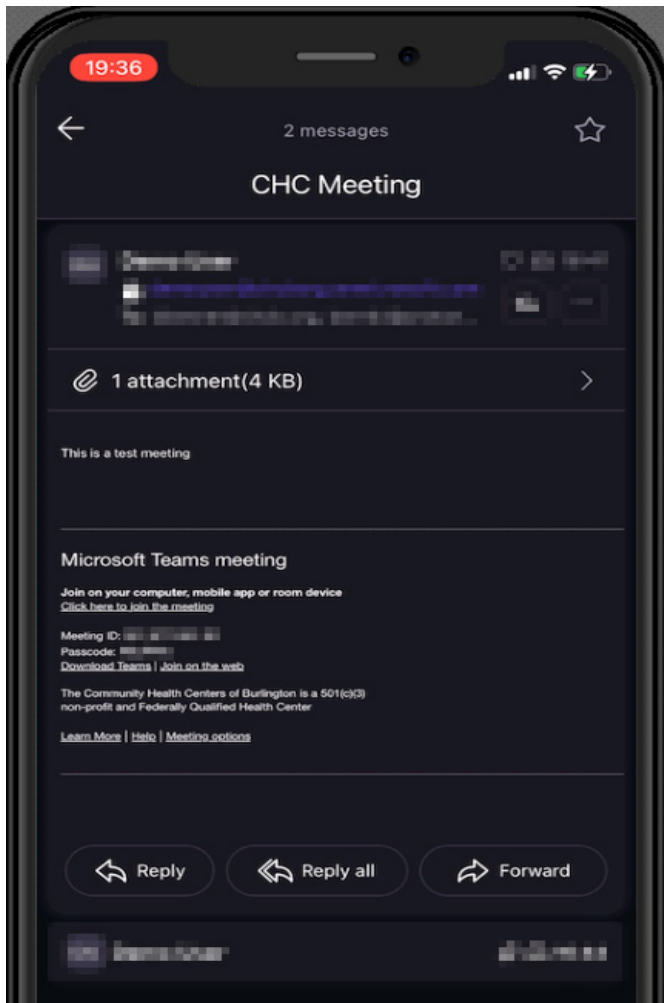 19:36
2 messages
CHC Meeting
1 attachment(4 KB)
This is a test meeting
Microsoft Teams meeting
Join on your computer, mobile app or room device
Click here to join the meeting
Meeting ID:
Passcode:
Download Teams | Join on the web
The Community Health Centers of Burlington is a 501(c)(3)
non-profit and Federally Qualified Health Center
Learn More | Help | Meeting options
Reply
Reply all
Forward